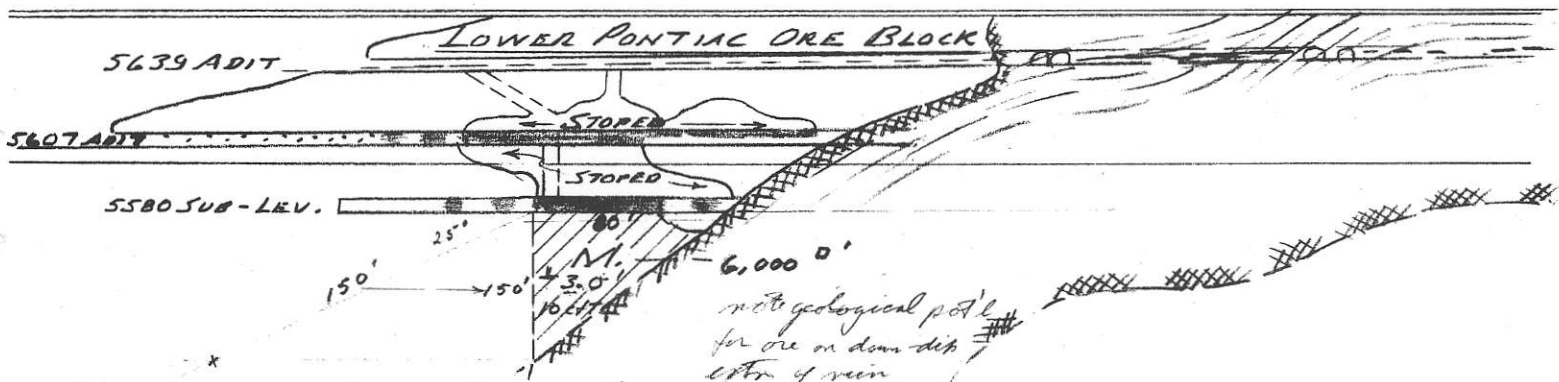 LOWER PONTIAC ORE BLOCK
5639 ADIT
STOPED
5607 ADIT
STOPED
5580 SUB-LEV.
80'
25°
M.
6,000 □'
150'
150'
3.0'
note geological pot'l
for ore on down-dip
extn of vein